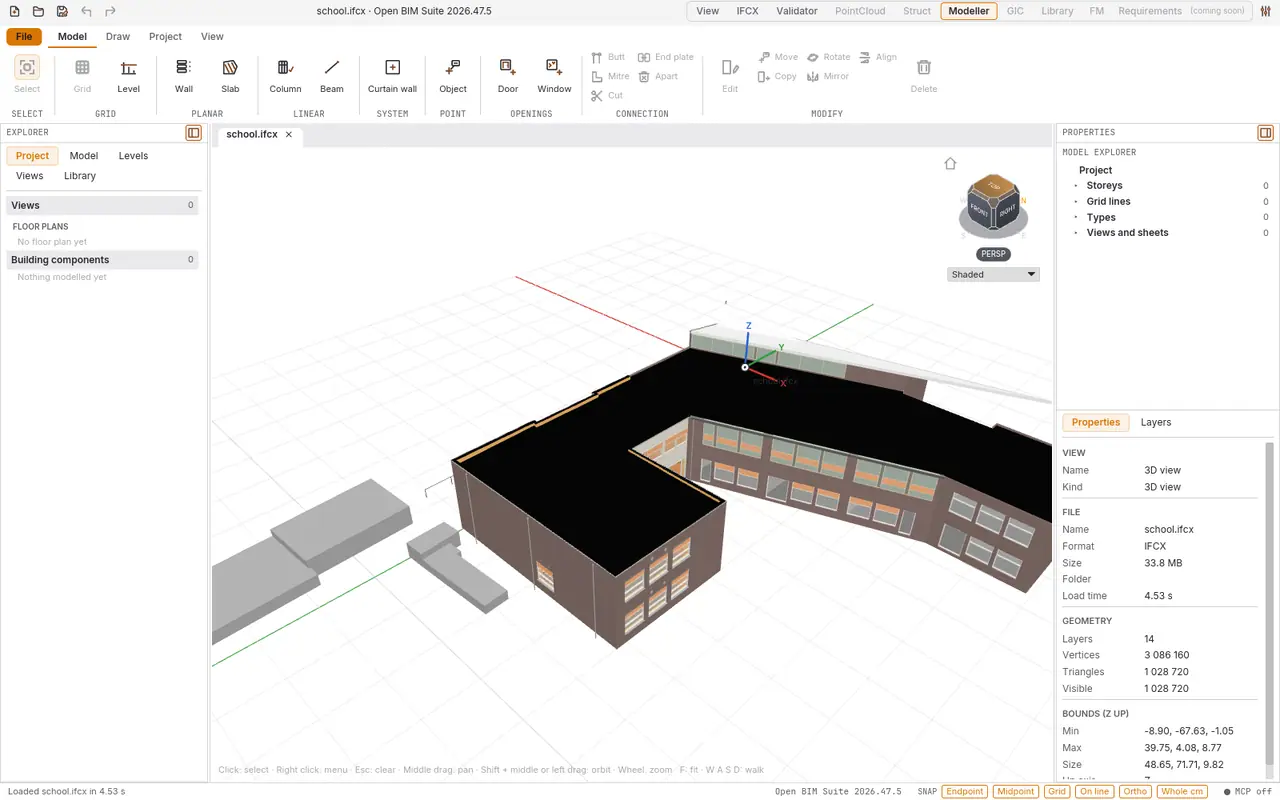 school.ifcx · Open BIM Suite 2026.47.5
View IFCX Validator PointCloud Struct Modeller GIC Library FM Requirements (coming soon)
File Model Draw Project View
Select Grid Level Wall Slab Column Beam Curtain wall Object Door Window
Butt End plate
Mitre Apart
Cut
Edit
Move Rotate Align
Copy Mirror
Delete
SELECT GRID PLANAR LINEAR SYSTEM POINT OPENINGS CONNECTION MODIFY
EXPLORER
Project Model Levels
Views Library
Views 0
FLOOR PLANS
No floor plan yet
Building components 0
Nothing modelled yet
school.ifcx ×
TOP
FRONT RIGHT
W N
S E
PERSP
Shaded
Z
Y
X
school.ifcx
Click: select · Right click: menu · Esc: clear · Middle drag: pan · Shift + middle or left drag: orbit · Wheel: zoom · F: fit · W A S D: walk
PROPERTIES
MODEL EXPLORER
Project
Storeys 0
Grid lines 0
Types 0
Views and sheets 0
Properties Layers
VIEW
Name 3D view
Kind 3D view
FILE
Name school.ifcx
Format IFCX
Size 33.8 MB
Folder
Load time 4.53 s
GEOMETRY
Layers 14
Vertices 3 086 160
Triangles 1 028 720
Visible 1 028 720
BOUNDS (Z UP)
Min -8.90, -67.63, -1.05
Max 39.75, 4.08, 8.77
Size 48.65, 71.71, 9.82
Loaded school.ifcx in 4.53 s
Open BIM Suite 2026.47.5 SNAP Endpoint Midpoint Grid On line Ortho Whole cm MCP off